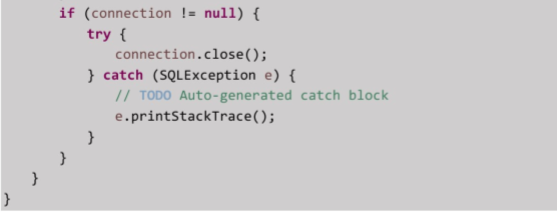 if (connection != null) {
try {
connection.close();
} catch (SQLException e) {
// TODO Auto-generated catch block
e.printStackTrace();
}
}
}
}